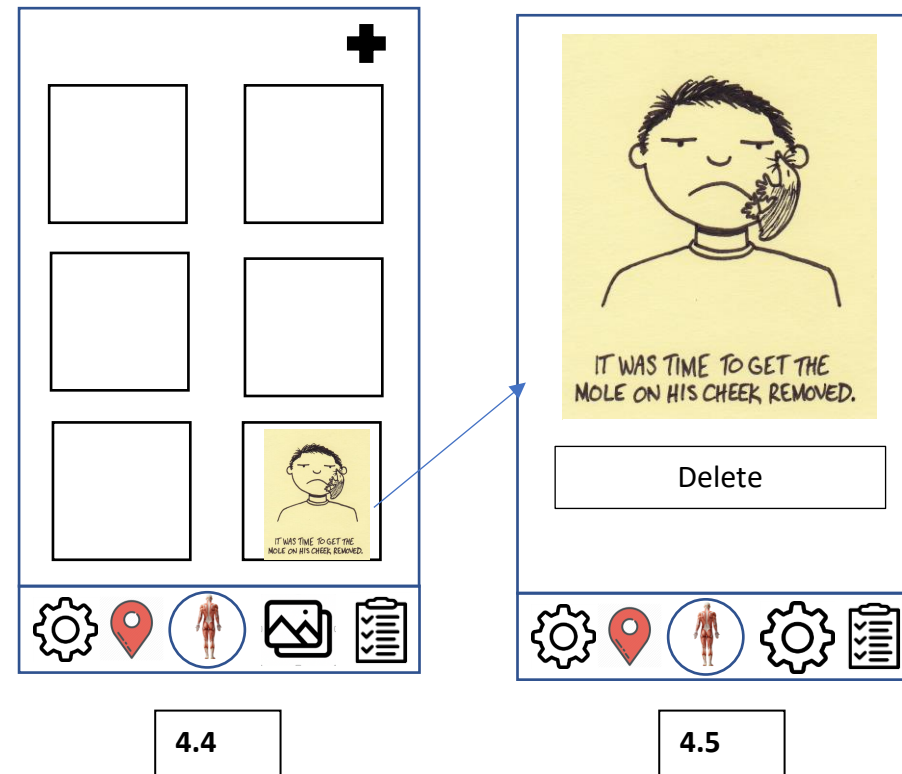 IT WAS TIME TO GET THE
MOLE ON HIS CHEEK REMOVED.
IT WAS TIME TO GET THE
MOLE ON HIS CHEEK REMOVED.
Delete
4.4
4.5